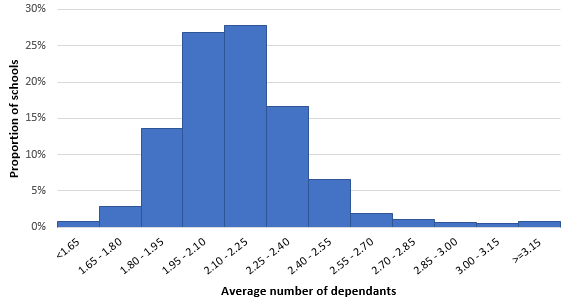 30%
25%
20%
15%
10%
5%
0%
Proportion of schools
<1.65
1.65 - 1.80
1.80 - 1.95
1.95 - 2.10
2.10 - 2.25
2.25 - 2.40
2.40 - 2.55
2.55 - 2.70
2.70 - 2.85
2.85 - 3.00
3.00 - 3.15
>=3.15
Average number of dependants